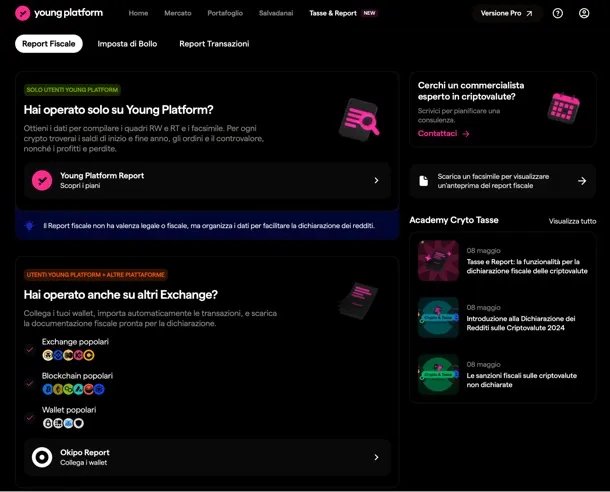 young platform
Home
Mercato
Portafoglio
Salvadanai
Tasse & Report NEW
Versione Pro
Report Fiscale
Imposta di Bollo
Report Transazioni
SOLO UTENTI YOUNG PLATFORM
Hai operato solo su Young Platform?
Ottieni i dati per compilare i quadri RW e RT e i facsimile. Per ogni
crypto troverai i saldi di inizio e fine anno, gli ordini e il controvalore,
nonché i profitti e perdite.
Young Platform Report
Scopri i piani
Il Report fiscale non ha valenza legale o fiscale, ma organizza i dati per facilitare la dichiarazione dei redditi.
UTENTI YOUNG PLATFORM + ALTRE PIATTAFORME
Hai operato anche su altri Exchange?
Collega i tuoi wallet, importa automaticamente le transazioni, e scarica
la documentazione fiscale pronta per la dichiarazione.
Exchange popolari
Blockchain popolari
Wallet popolari
Okipo Report
Collega i wallet
Cerchi un commercialista
esperto in criptovalute?
Scrivici per pianificare una
consulenza.
Contattaci
Scarica un facsimile per visualizzare
un'anteprima del report fiscale
Academy Cryto Tasse
Visualizza tutto
08 maggio
Tasse e Report: la funzionalità per la
dichiarazione fiscale delle criptovalute
08 maggio
Introduzione alla Dichiarazione dei
Redditi sulle Criptovalute 2024
Crypto & Tasse
08 maggio
Le sanzioni fiscali sulle criptovalute
non dichiarate
Crypto & Tasse